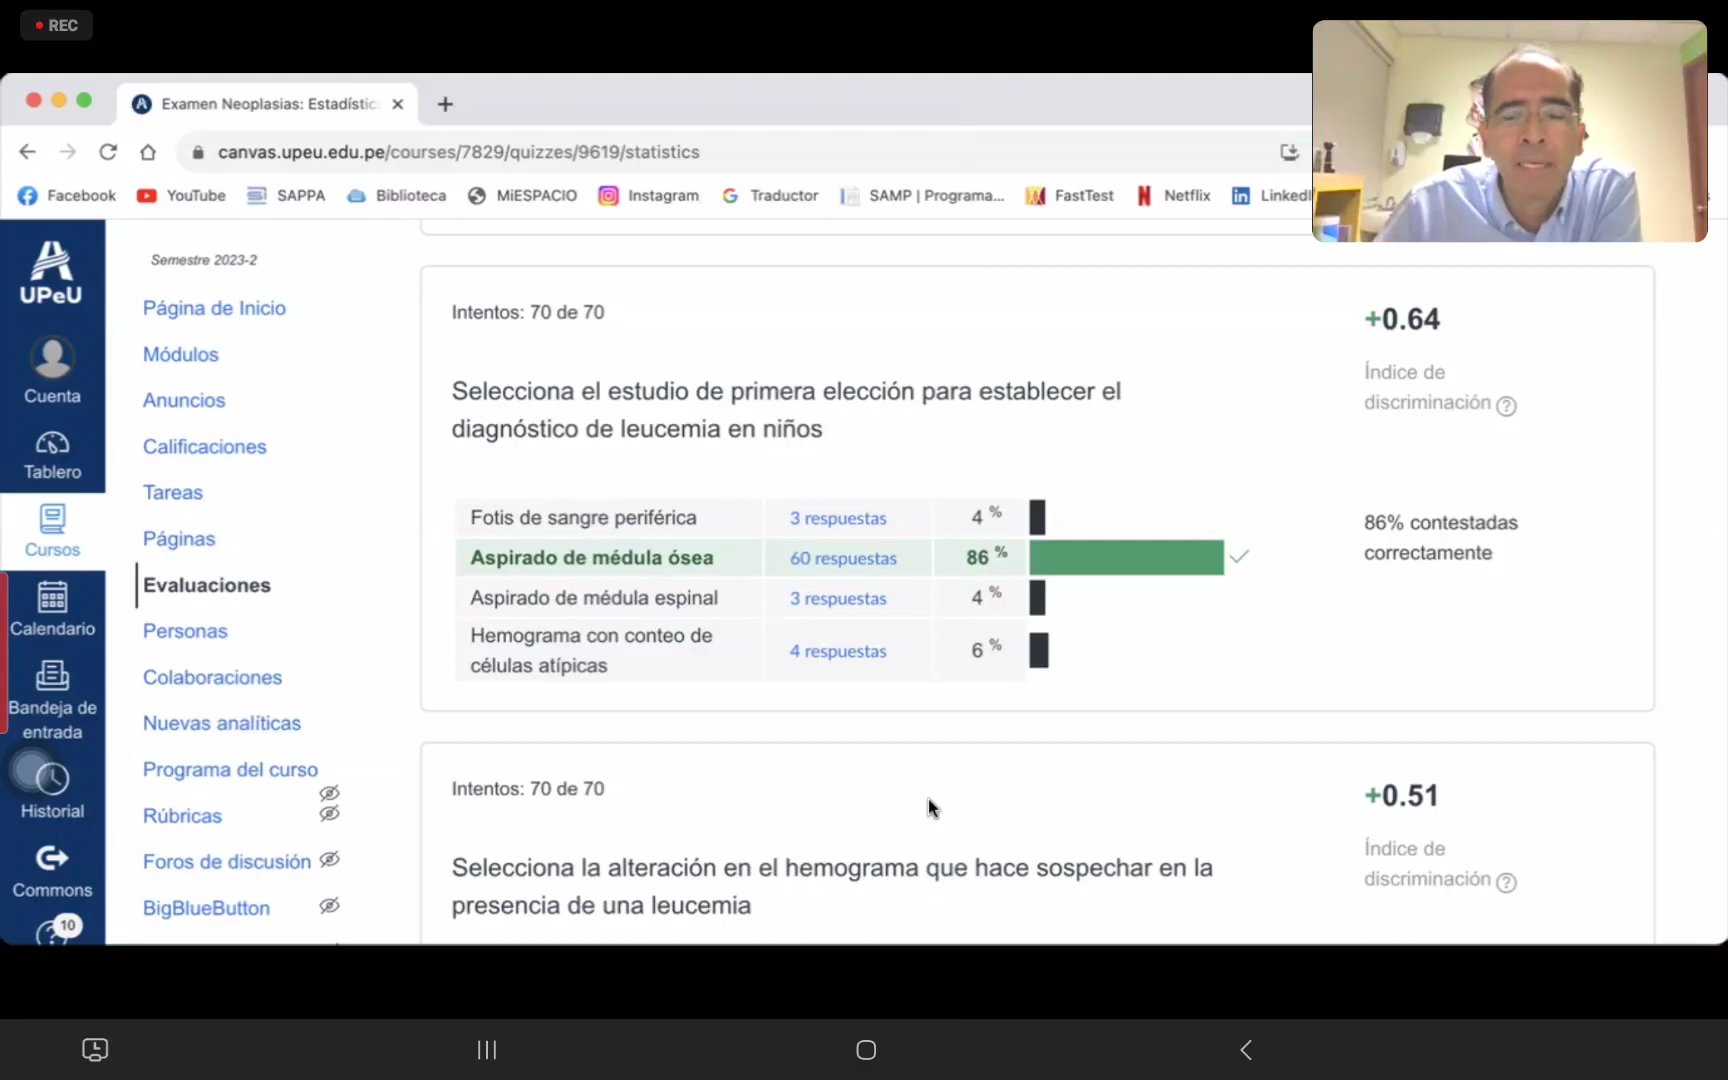 REC
Examen Neoplasias: Estadístic
canvas.upeu.edu.pe/courses/7829/quizzes/9619/statistics
Facebook YouTube SAPPA Biblioteca MiESPACIO Instagram Traductor SAMP | Programa... FastTest Netflix LinkedI
UPeU
Cuenta
Tablero
Cursos
Calendario
Bandeja de
entrada
Historial
Commons
10
Semestre 2023-2
Página de Inicio
Módulos
Anuncios
Calificaciones
Tareas
Páginas
Evaluaciones
Personas
Colaboraciones
Nuevas analíticas
Programa del curso
Rúbricas
Foros de discusión
BigBlueButton
Intentos: 70 de 70
+0.64
Índice de
discriminación ?
Selecciona el estudio de primera elección para establecer el
diagnóstico de leucemia en niños
Fotis de sangre periférica 3 respuestas 4 %
Aspirado de médula ósea 60 respuestas 86 %
Aspirado de médula espinal 3 respuestas 4 %
Hemograma con conteo de
células atípicas 4 respuestas 6 %
86% contestadas
correctamente
Intentos: 70 de 70
+0.51
Índice de
discriminación ?
Selecciona la alteración en el hemograma que hace sospechar en la
presencia de una leucemia